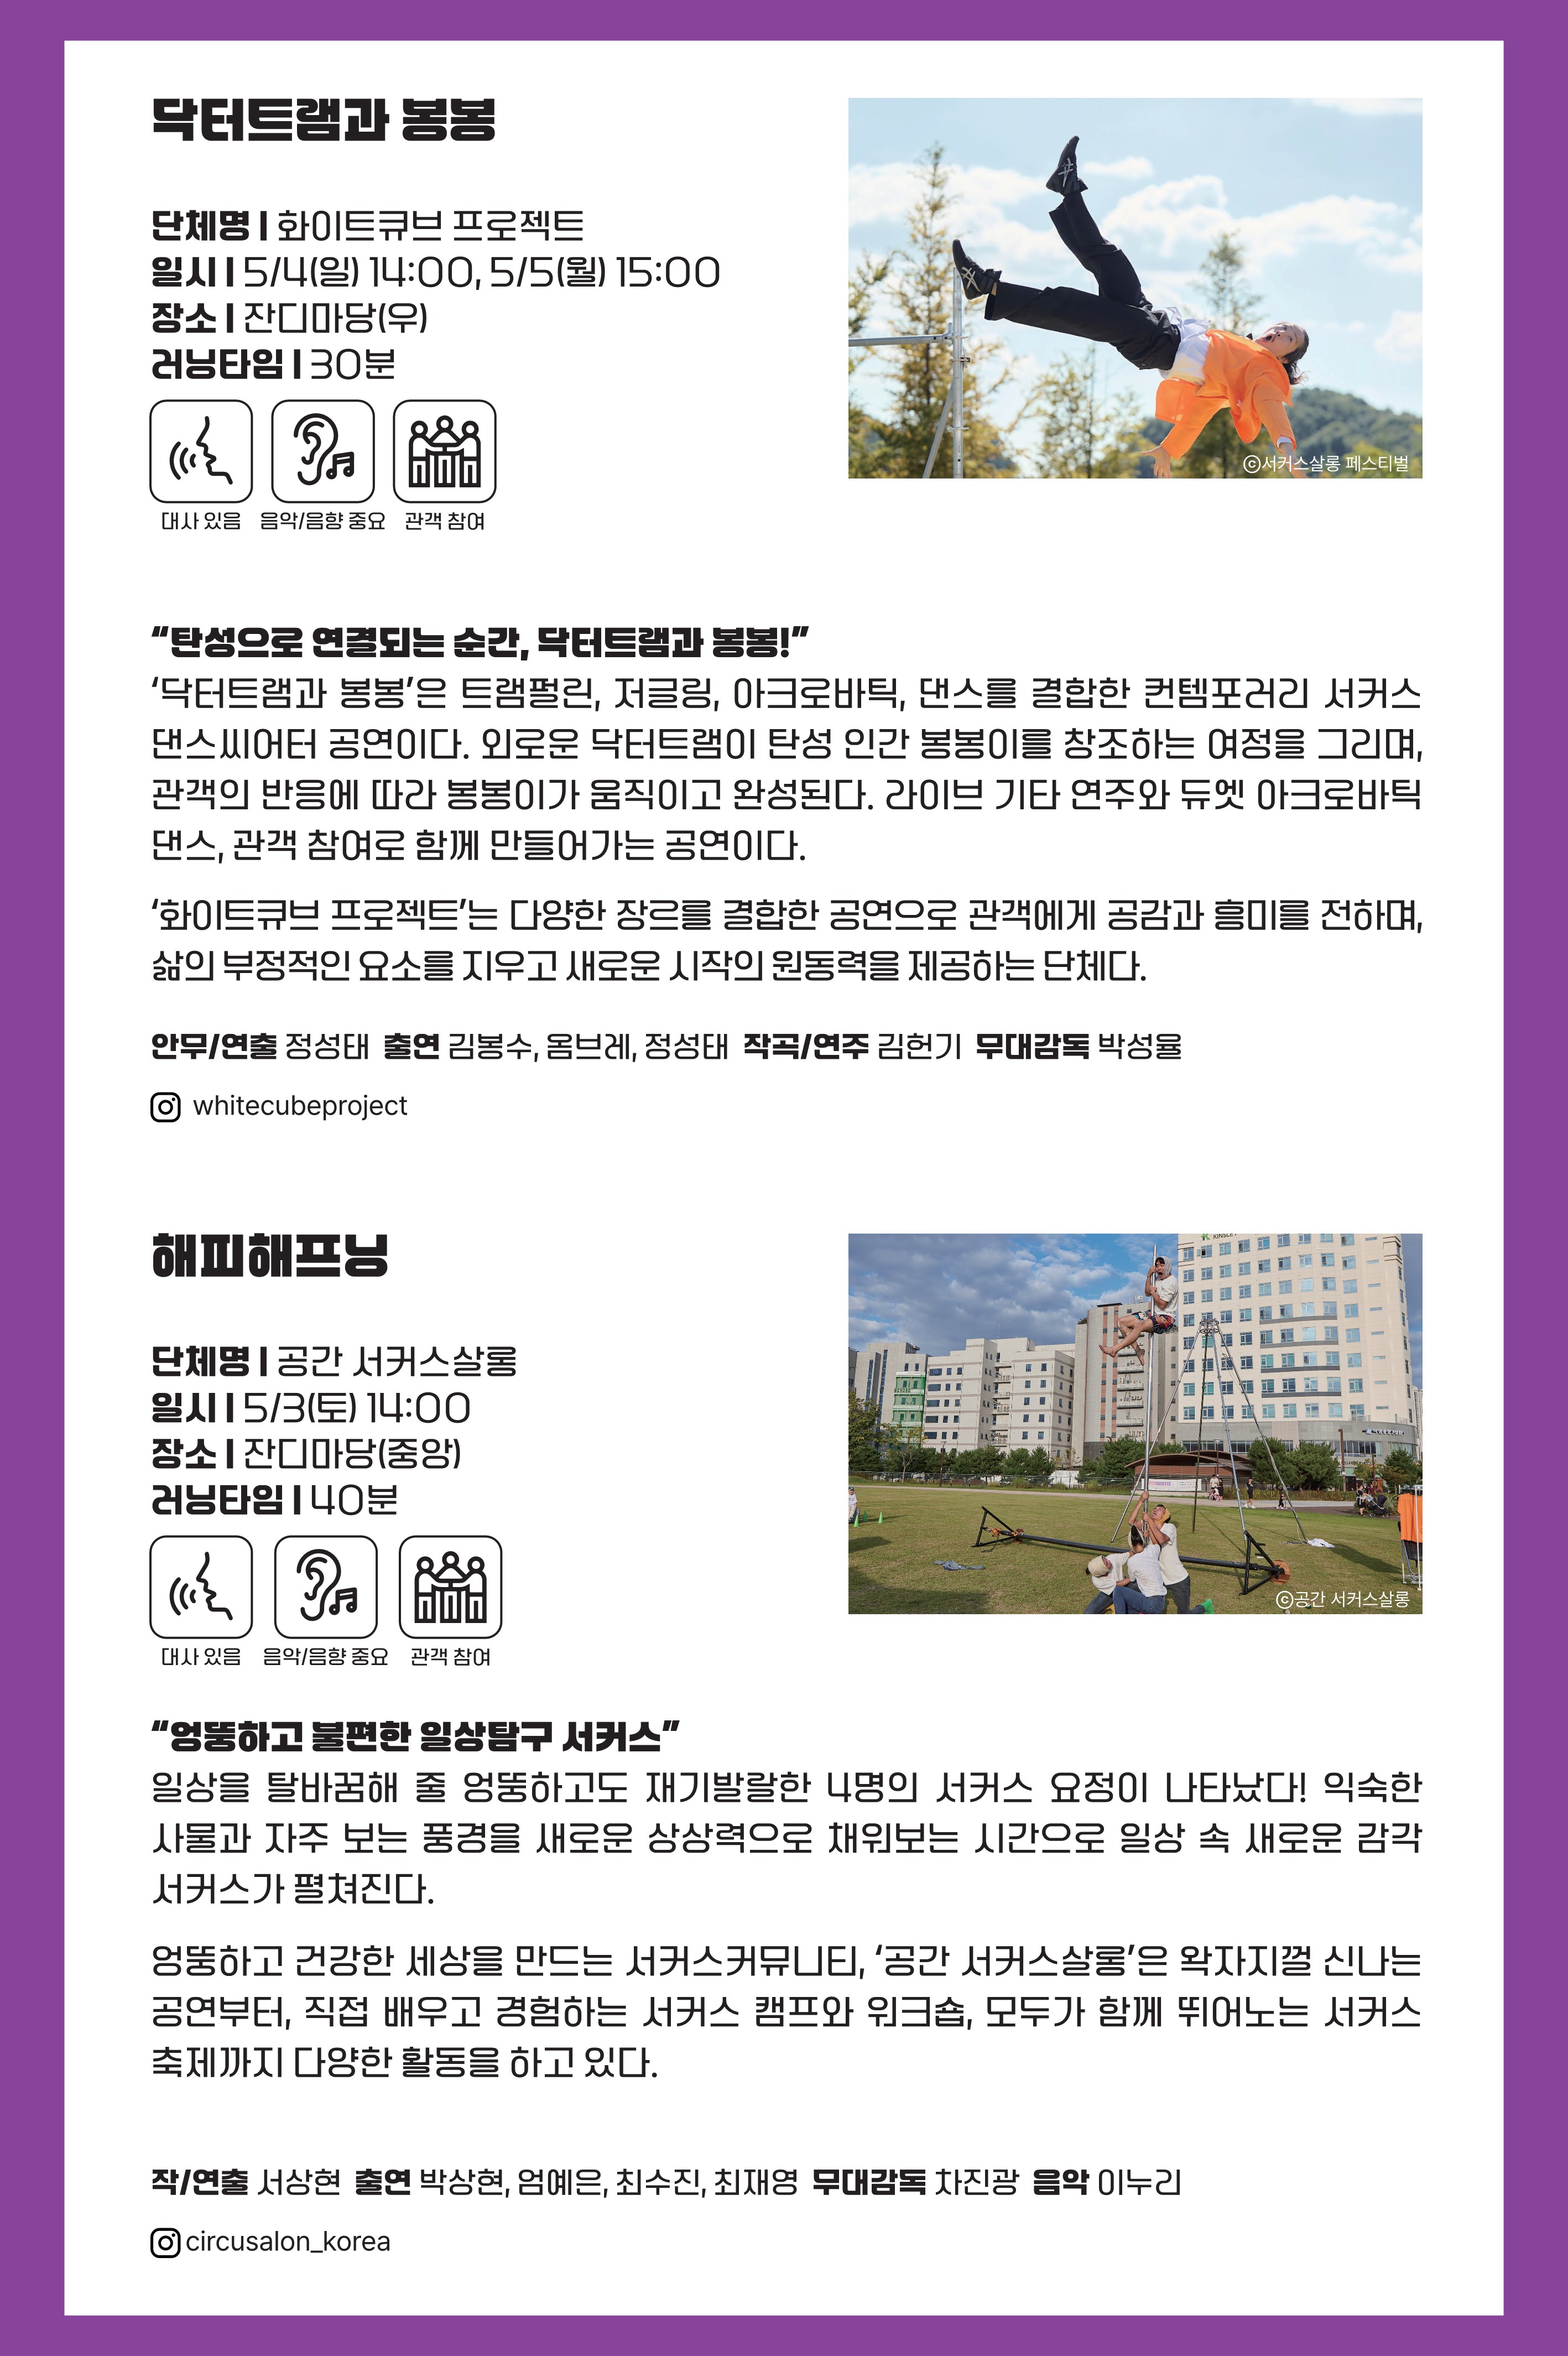 닥터트램과 봉봉
단체명 | 화이트큐브 프로젝트
일시 | 5/4(일) 14:00, 5/5(월) 15:00
장소 | 잔디마당(우)
러닝타임 | 30분
대사 있음 음악/음향 중요 관객 참여
ⓒ서커스살롱 페스티벌
“탄성으로 연결되는 순간, 닥터트램과 봉봉!”
‘닥터트램과 봉봉’은 트램펄린, 저글링, 아크로바틱, 댄스를 결합한 컨템포러리 서커스
댄스씨어터 공연이다. 외로운 닥터트램이 탄성 인간 봉봉이를 창조하는 여정을 그리며,
관객의 반응에 따라 봉봉이가 움직이고 완성된다. 라이브 기타 연주와 듀엣 아크로바틱
댄스, 관객 참여로 함께 만들어가는 공연이다.
‘화이트큐브 프로젝트’는 다양한 장르를 결합한 공연으로 관객에게 공감과 흥미를 전하며,
삶의 부정적인 요소를 지우고 새로운 시작의 원동력을 제공하는 단체다.
안무/연출 정성태 출연 김봉수, 옴브레, 정성태 작곡/연주 김헌기 무대감독 박성율
whitecubeproject
해피해프닝
단체명 | 공간 서커스살롱
일시 | 5/3(토) 14:00
장소 | 잔디마당(중앙)
러닝타임 | 40분
대사 있음 음악/음향 중요 관객 참여
ⓒ공간 서커스살롱
“엉뚱하고 불편한 일상탐구 서커스”
일상을 탈바꿈해 줄 엉뚱하고도 재기발랄한 4명의 서커스 요정이 나타났다! 익숙한
사물과 자주 보는 풍경을 새로운 상상력으로 채워보는 시간으로 일상 속 새로운 감각
서커스가 펼쳐진다.
엉뚱하고 건강한 세상을 만드는 서커스커뮤니티, ‘공간 서커스살롱’은 왁자지껄 신나는
공연부터, 직접 배우고 경험하는 서커스 캠프와 워크숍, 모두가 함께 뛰어노는 서커스
축제까지 다양한 활동을 하고 있다.
작/연출 서상현 출연 박상현, 엄예은, 최수진, 최재영 무대감독 차진광 음악 이누리
circusalon_korea